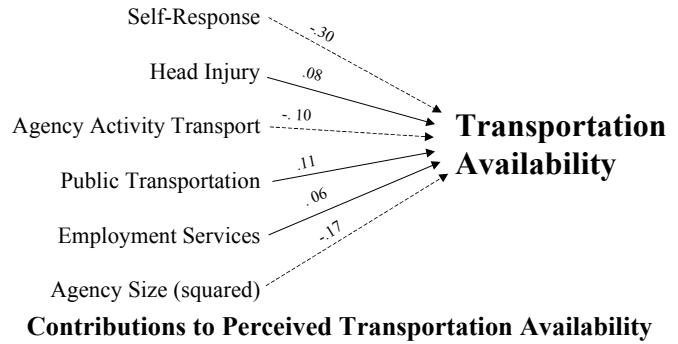 Self-Response
-.30
Head Injury
.08
Agency Activity Transport
-. 10
Transportation
Availability
.11
Public Transportation
. 06
Employment Services
-.17
Agency Size (squared)
Contributions to Perceived Transportation Availability